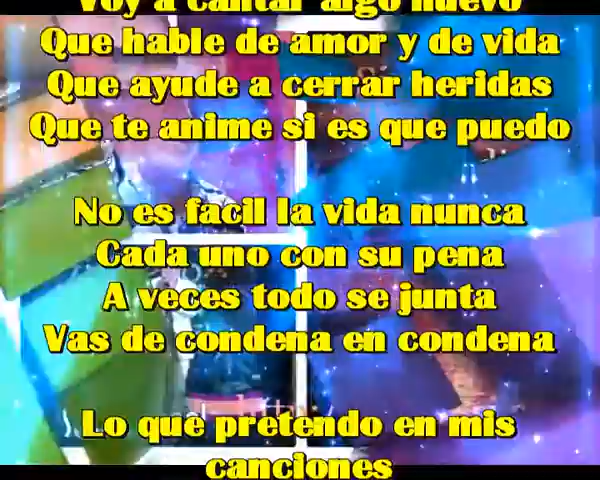 Voy a cantar algo nuevo
Que hable de amor y de vida
Que ayude a cerrar heridas
Que te anime si es que puedo
No es facil la vida nunca
Cada uno con su pena
A veces todo se junta
Vas de condena en condena
Lo que pretendo en mis
canciones